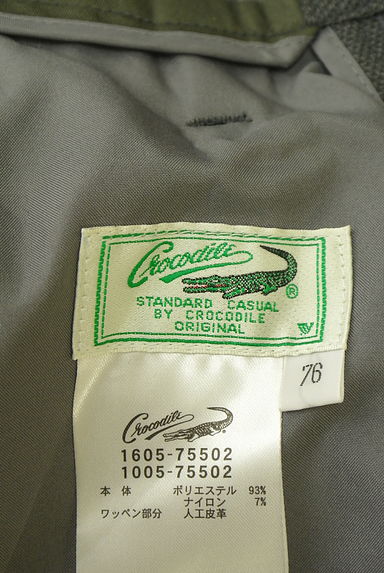 Crocodile
®
STANDARD CASUAL
BY CROCODILE
ORIGINAL
76
Crocodile
1605-75502
1005-75502
本体 ポリエステル 93%
ナイロン 7%
ワッペン部分 人工皮革